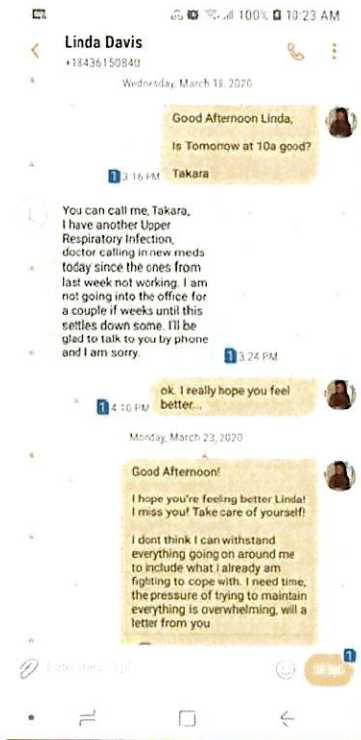 100% 10:23 AM
Linda Davis
+18436150840
Wednesday, March 18, 2020
Good Afternoon Linda,
Is Tomorrow at 10a good?
Takara
1 3:16 PM
You can call me, Takara,
I have another Upper
Respiratory Infection,
doctor calling in new meds
today since the ones from
last week not working. I am
not going into the office for
a couple if weeks until this
settles down some. I'll be
glad to talk to you by phone
and I am sorry.
1 3:24 PM
ok. I really hope you feel
better...
1 4:10 PM
Monday, March 23, 2020
Good Afternoon!
I hope you're feeling better Linda!
I miss you! Take care of yourself!
I dont think I can withstand
everything going on around me
to include what I already am
fighting to cope with. I need time,
the pressure of trying to maintain
everything is overwhelming, will a
letter from you
1
SEND